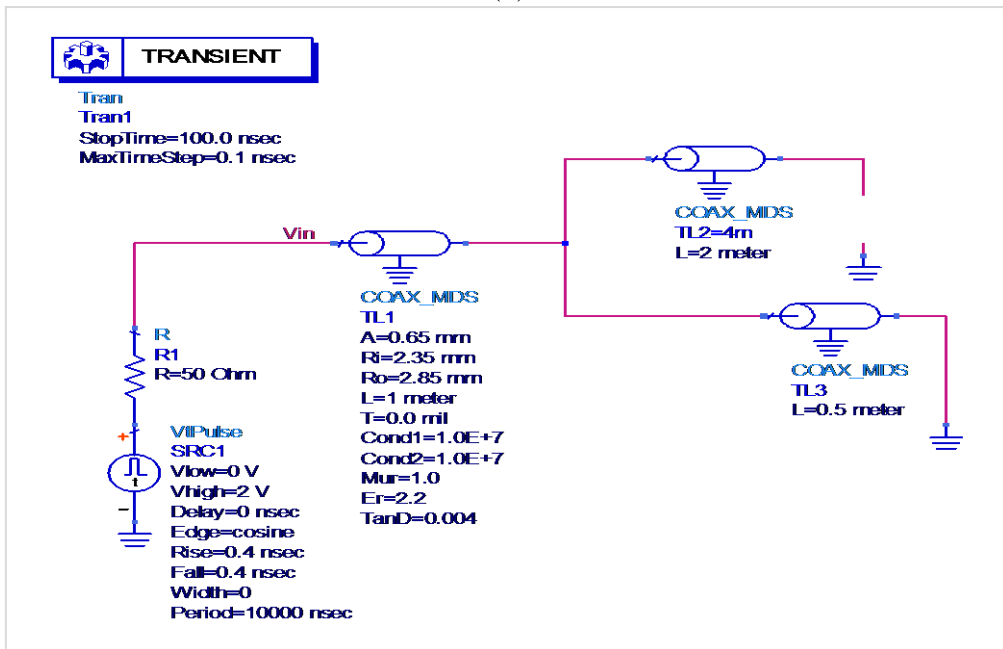 TRANSIENT
Tran
Tran1
StopTime=100.0 nsec
MaxTimeStep=0.1 nsec
Vin
COAX_MDS
TL1
A=0.65 mm
Ri=2.35 mm
Ro=2.85 mm
L=1 meter
T=0.0 mil
Cond1=1.0E+7
Cond2=1.0E+7
Mur=1.0
Er=2.2
TanD=0.004
COAX_MDS
TL2=4m
L=2 meter
COAX_MDS
TL3
L=0.5 meter
R
R1
R=50 Ohm
+
t
−
VtPulse
SRC1
Vlow=0 V
Vhigh=2 V
Delay=0 nsec
Edge=cosine
Rise=0.4 nsec
Fall=0.4 nsec
Width=0
Period=10000 nsec